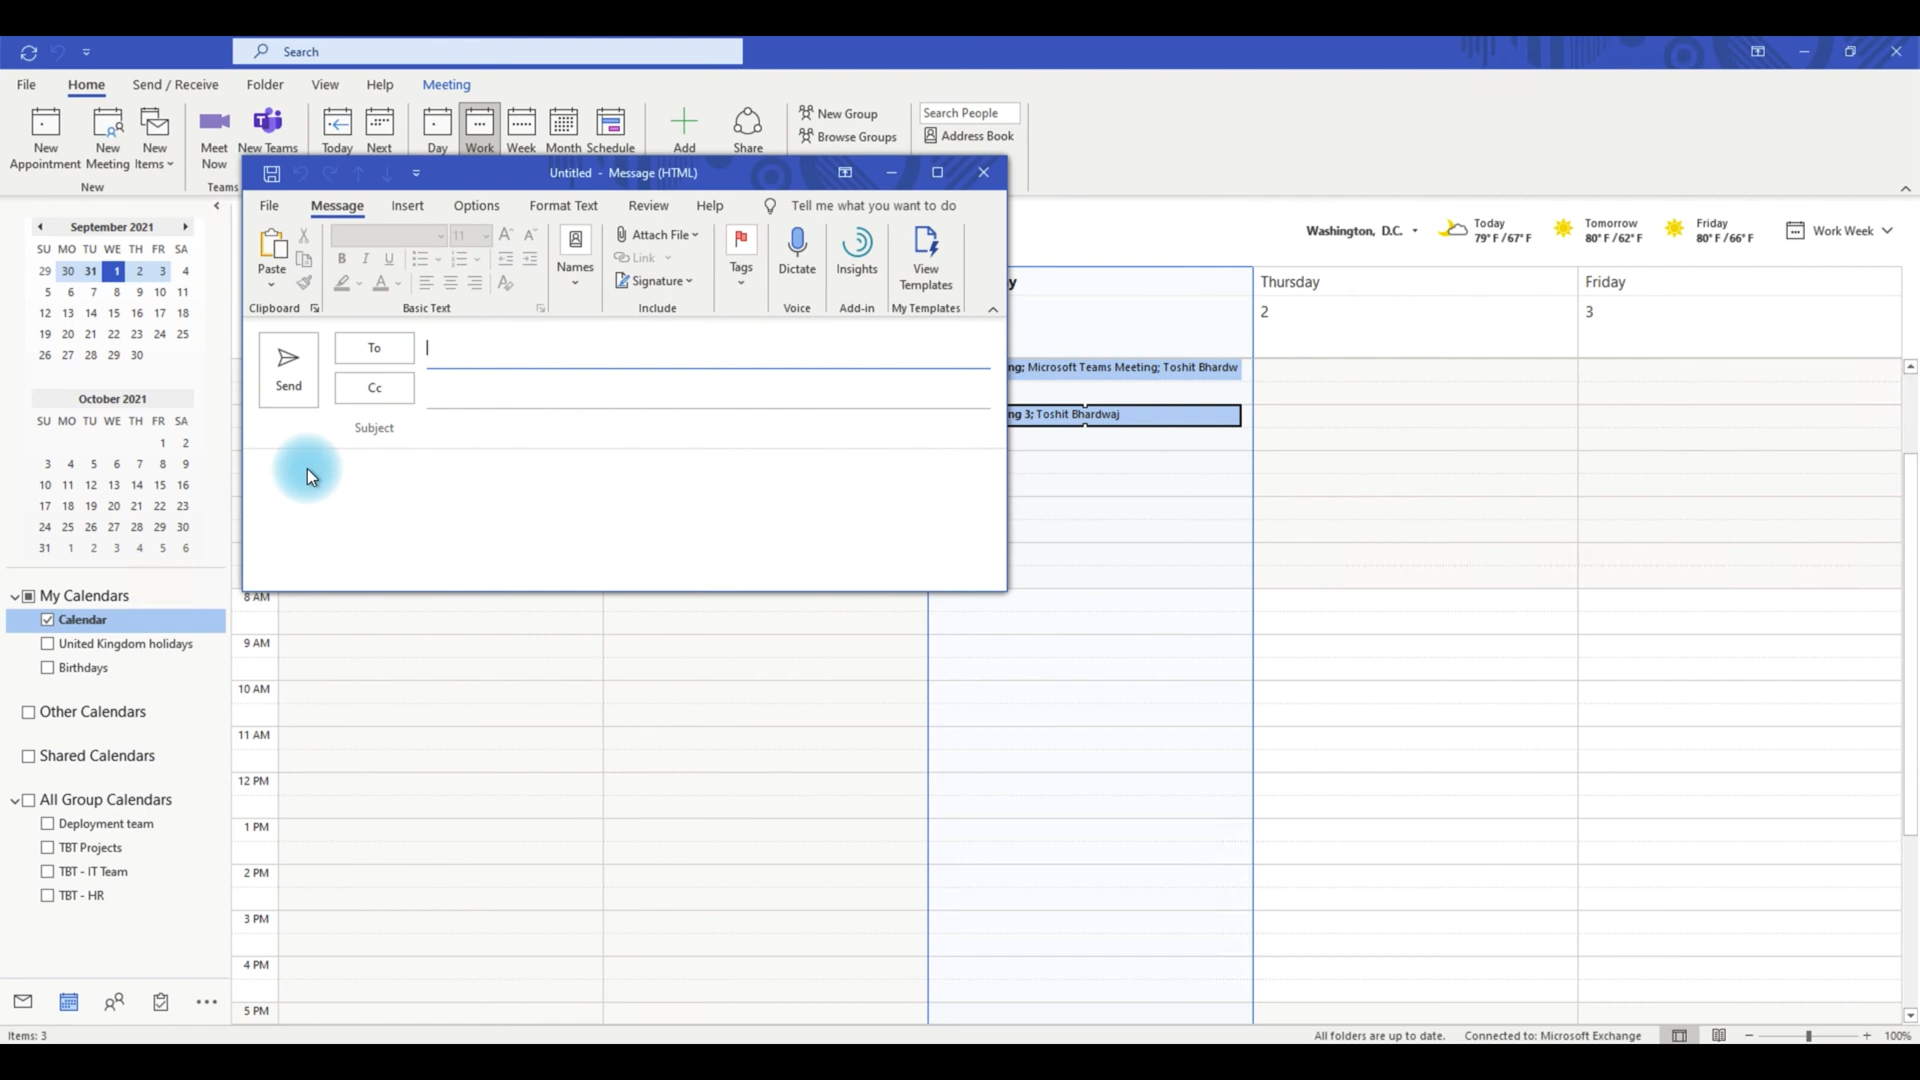 Search
File Home Send / Receive Folder View Help Meeting
New Appointment
New Meeting
New Items
New
Meet Now
New Teams
Teams
Today
Next
Day
Work
Week
Month
Schedule
Add
Share
New Group
Browse Groups
Search People
Address Book
Untitled - Message (HTML)
File Message Insert Options Format Text Review Help Tell me what you want to do
Paste
Clipboard
11
B I U
Basic Text
Names
Attach File
Link
Signature
Include
Tags
Dictate
Voice
Insights
Add-in
View Templates
My Templates
Send
To
Cc
Subject
September 2021
SU MO TU WE TH FR SA
29 30 31 1 2 3 4
5 6 7 8 9 10 11
12 13 14 15 16 17 18
19 20 21 22 23 24 25
26 27 28 29 30
October 2021
SU MO TU WE TH FR SA
1 2
3 4 5 6 7 8 9
10 11 12 13 14 15 16
17 18 19 20 21 22 23
24 25 26 27 28 29 30
31 1 2 3 4 5 6
My Calendars
Calendar
United Kingdom holidays
Birthdays
Other Calendars
Shared Calendars
All Group Calendars
Deployment team
TBT Projects
TBT - IT Team
TBT - HR
Washington, D.C.
Today
79° F / 67° F
Tomorrow
80° F / 62° F
Friday
80° F / 66° F
Work Week
y Thursday Friday
2 3
ng; Microsoft Teams Meeting; Toshit Bhardw
ng 3; Toshit Bhardwaj
8 AM
9 AM
10 AM
11 AM
12 PM
1 PM
2 PM
3 PM
4 PM
5 PM
Items: 3
All folders are up to date. Connected to: Microsoft Exchange 100%